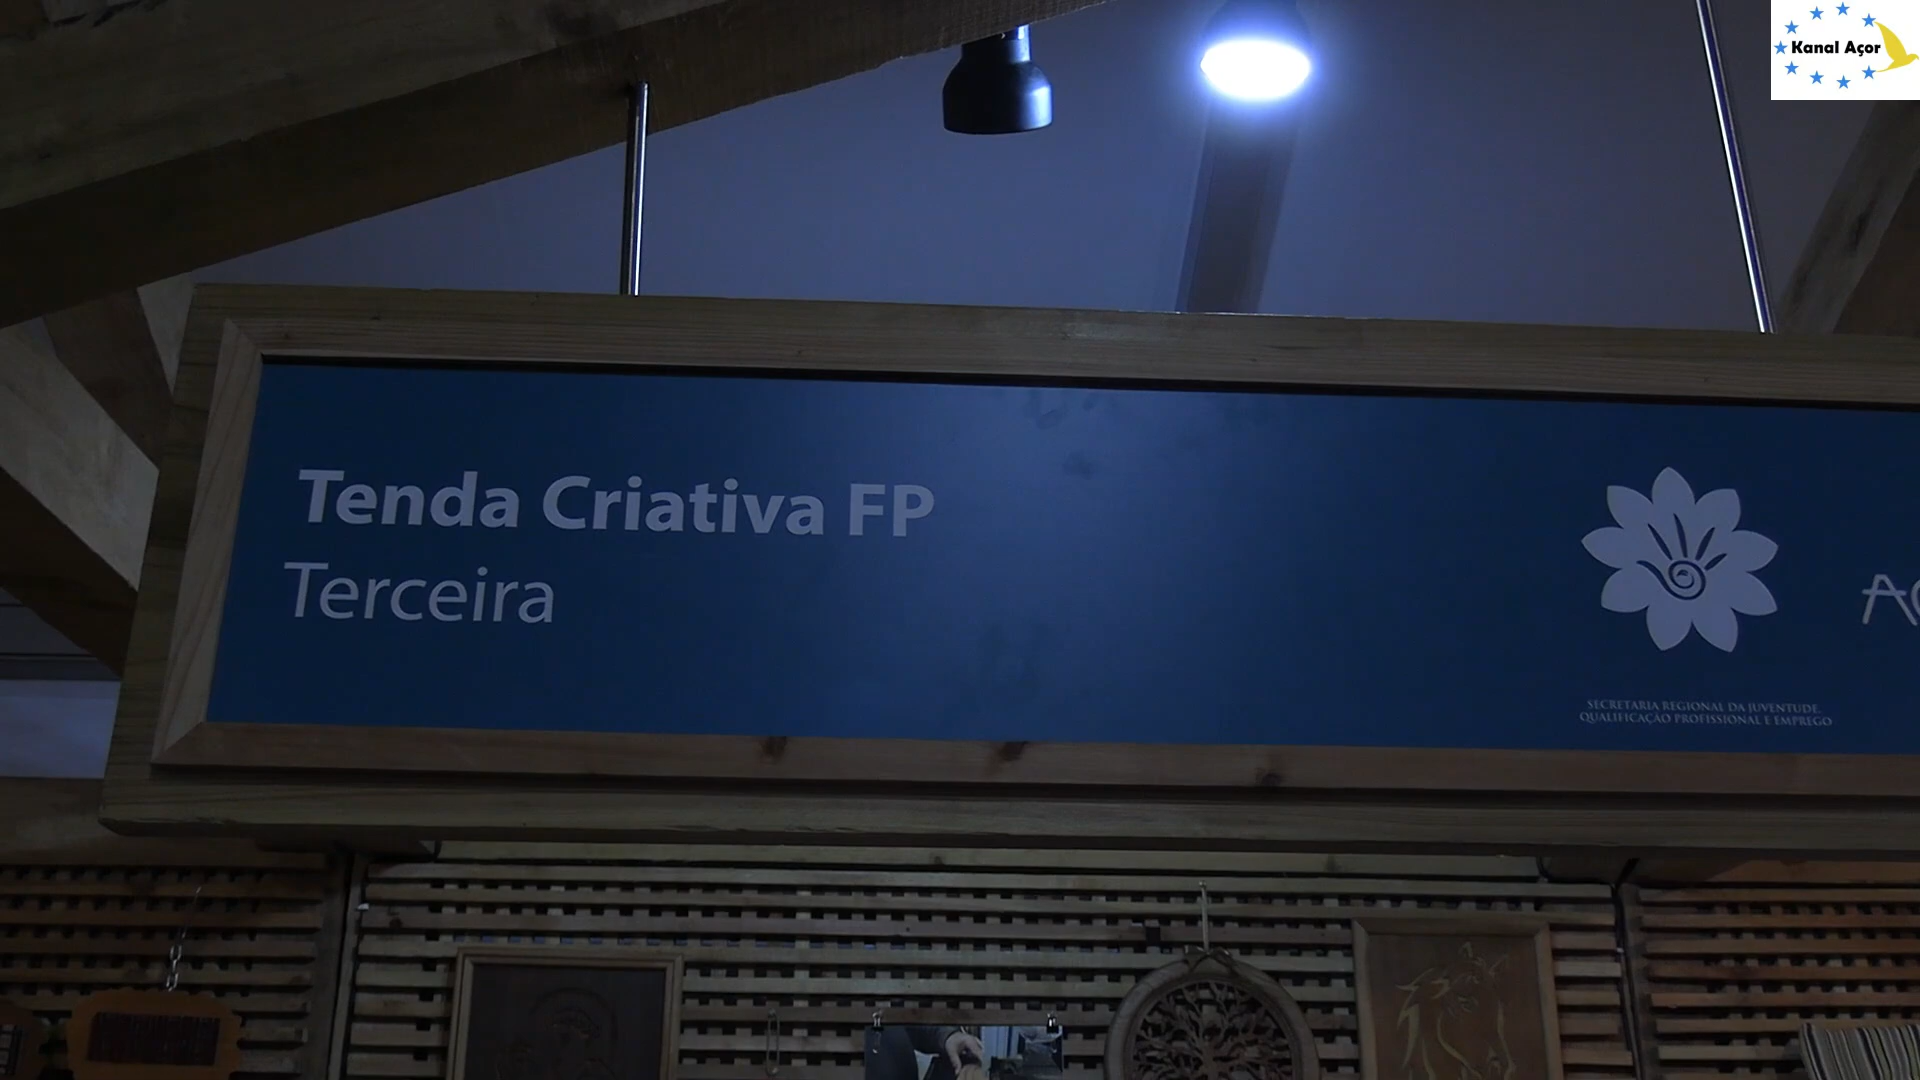 Kanal Açor
Tenda Criativa FP
Terceira
SECRETARIA REGIONAL DA JUVENTUDE,
QUALIFICAÇÃO PROFISSIONAL E EMPREGO